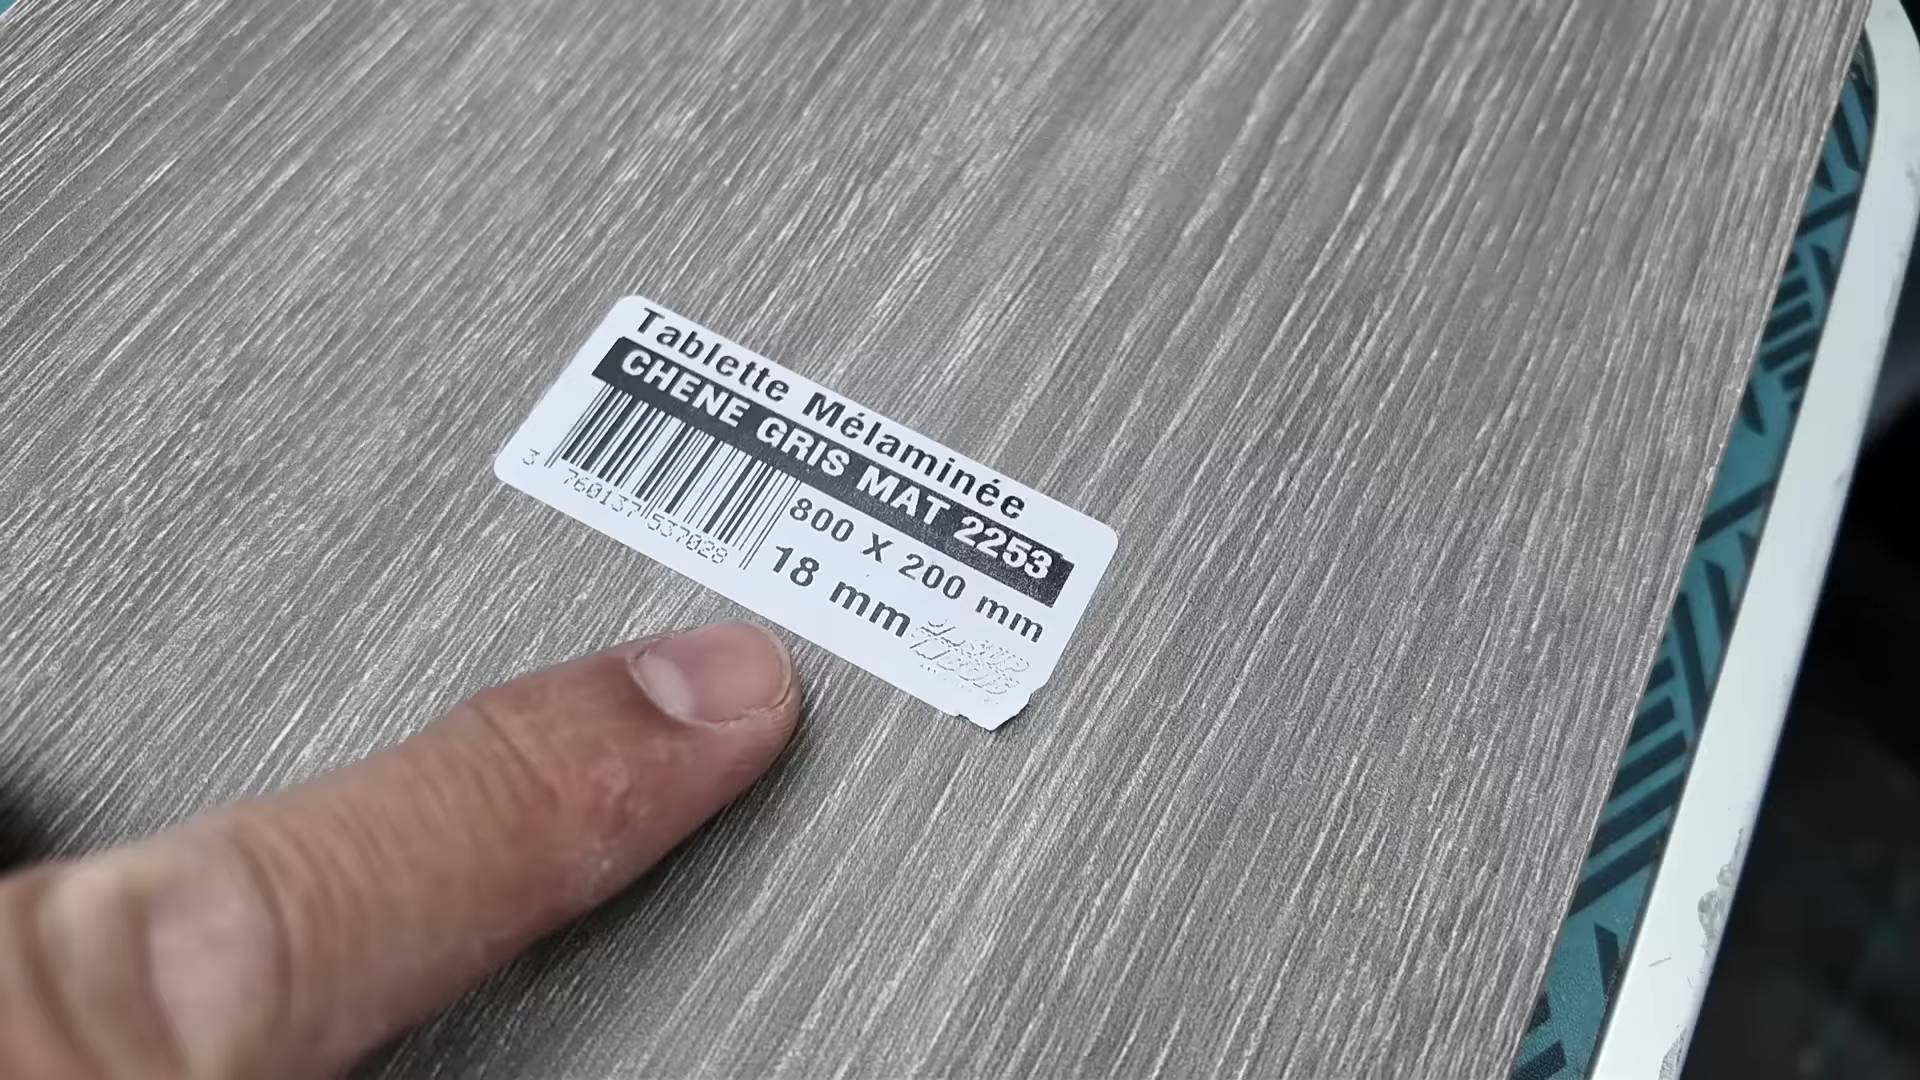 Tablette Mélaminée
CHENE GRIS MAT 2253
800 X 200 mm
18 mm
3 760137 537028